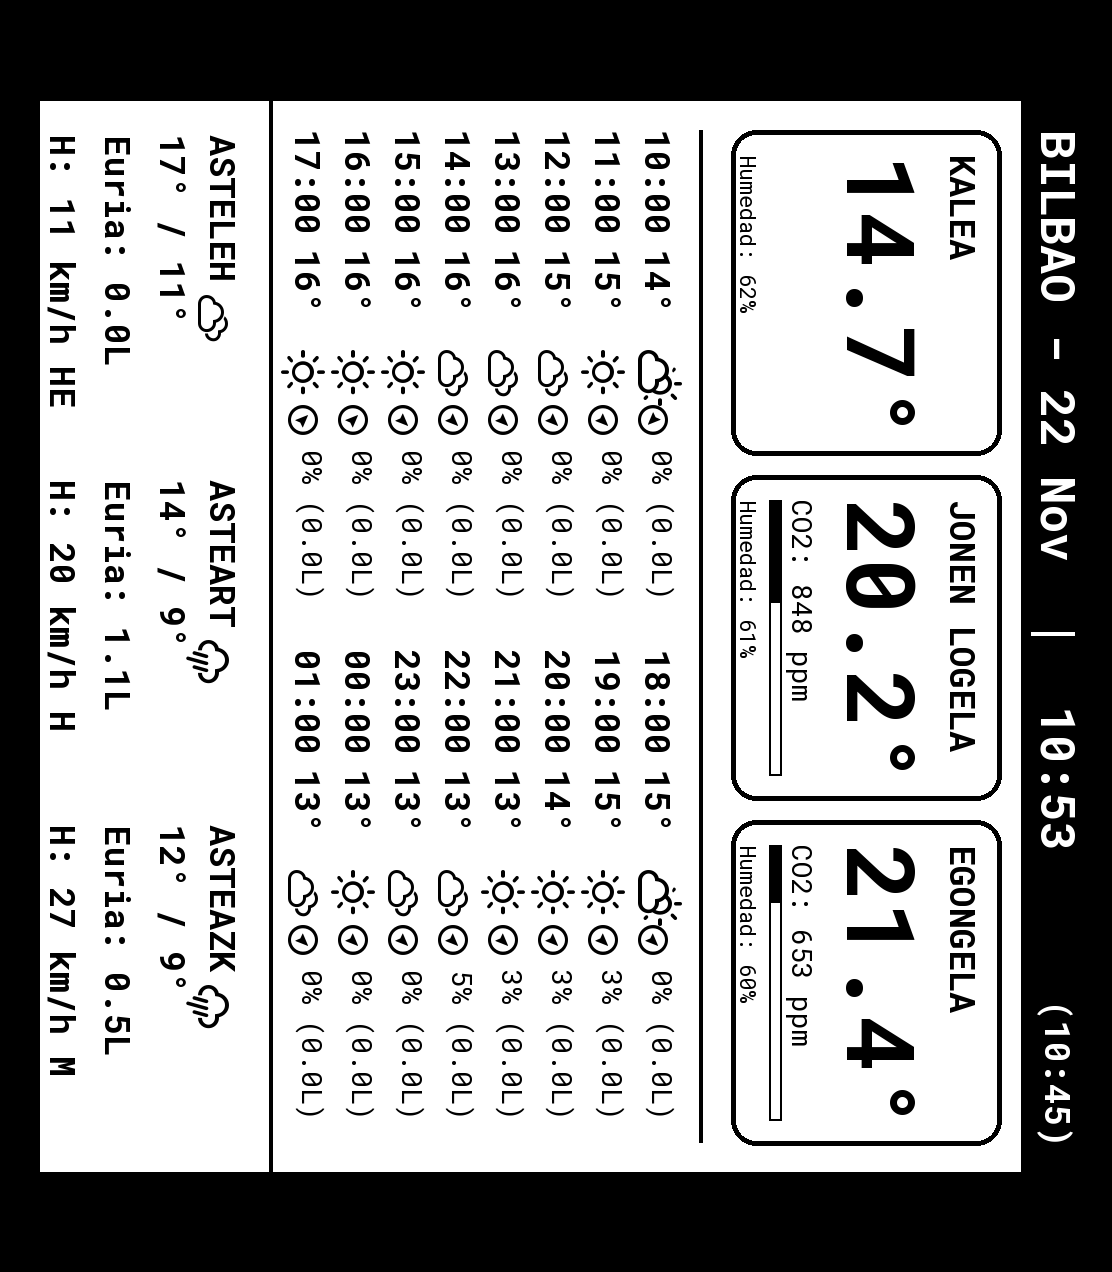 BILBAO - 22 Nov | 10:53 (10:45)
KALEA
14.7°
Humedad: 62%
JONEN LOGELA
20.2°
CO2: 848 ppm
Humedad: 61%
EGONGELA
21.4°
CO2: 653 ppm
Humedad: 60%
10:00 14° 0% (0.0L)
11:00 15° 0% (0.0L)
12:00 15° 0% (0.0L)
13:00 16° 0% (0.0L)
14:00 16° 0% (0.0L)
15:00 16° 0% (0.0L)
16:00 16° 0% (0.0L)
17:00 16° 0% (0.0L)
18:00 15° 0% (0.0L)
19:00 15° 3% (0.0L)
20:00 14° 3% (0.0L)
21:00 13° 3% (0.0L)
22:00 13° 5% (0.0L)
23:00 13° 0% (0.0L)
00:00 13° 0% (0.0L)
01:00 13° 0% (0.0L)
ASTELEH
17° / 11°
Euria: 0.0L
H: 11 km/h HE
ASTEART
14° / 9°
Euria: 1.1L
H: 20 km/h H
ASTEAZK
12° / 9°
Euria: 0.5L
H: 27 km/h M